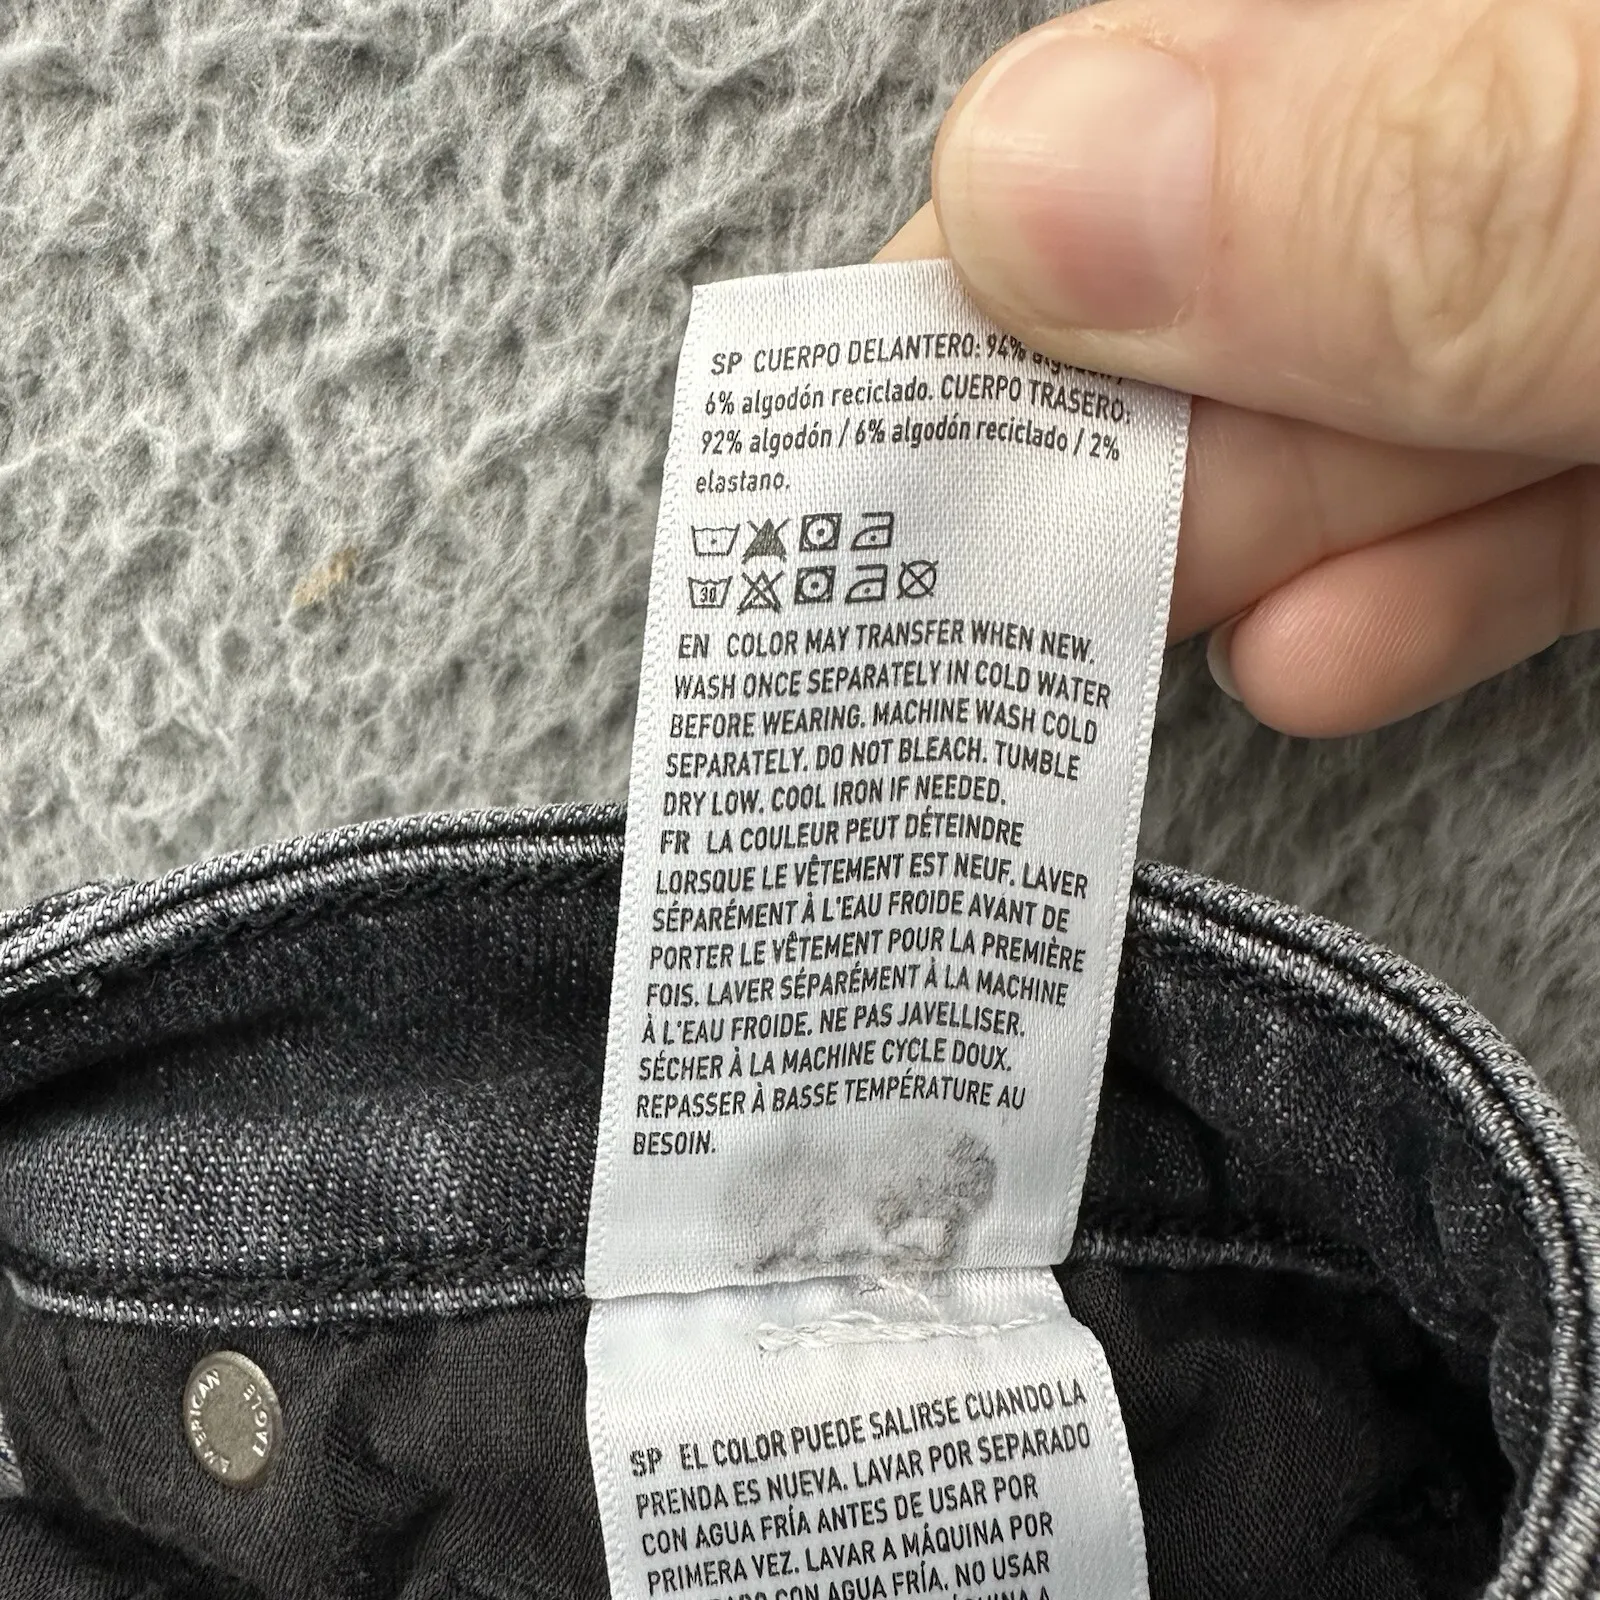 SP CUERPO DELANTERO: 94% algodón /
6% algodón reciclado. CUERPO TRASERO:
92% algodón / 6% algodón reciclado / 2%
elastano.
30
EN COLOR MAY TRANSFER WHEN NEW.
WASH ONCE SEPARATELY IN COLD WATER
BEFORE WEARING. MACHINE WASH COLD
SEPARATELY. DO NOT BLEACH. TUMBLE
DRY LOW. COOL IRON IF NEEDED.
FR LA COULEUR PEUT DÉTEINDRE
LORSQUE LE VÊTEMENT EST NEUF. LAVER
SÉPARÉMENT À L'EAU FROIDE AVANT DE
PORTER LE VÊTEMENT POUR LA PREMIÈRE
FOIS. LAVER SÉPARÉMENT À LA MACHINE
À L'EAU FROIDE. NE PAS JAVELLISER.
SÉCHER À LA MACHINE CYCLE DOUX.
REPASSER À BASSE TEMPÉRATURE AU
BESOIN.
AMERICAN EAGLE
SP EL COLOR PUEDE SALIRSE CUANDO LA
PRENDA ES NUEVA. LAVAR POR SEPARADO
CON AGUA FRÍA ANTES DE USAR POR
PRIMERA VEZ. LAVAR A MÁQUINA POR
CON AGUA FRÍA. NO USAR